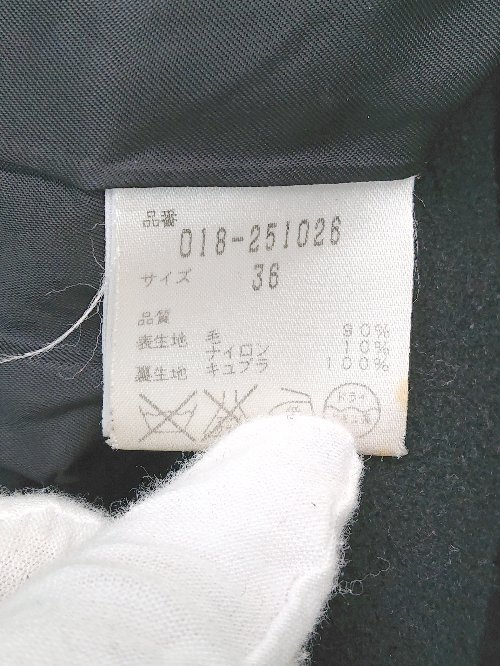 品番
018-251026
サイズ 36
品質
表生地 毛 90%
ナイロン 10%
裏生地 キュプラ 100%
ドライ